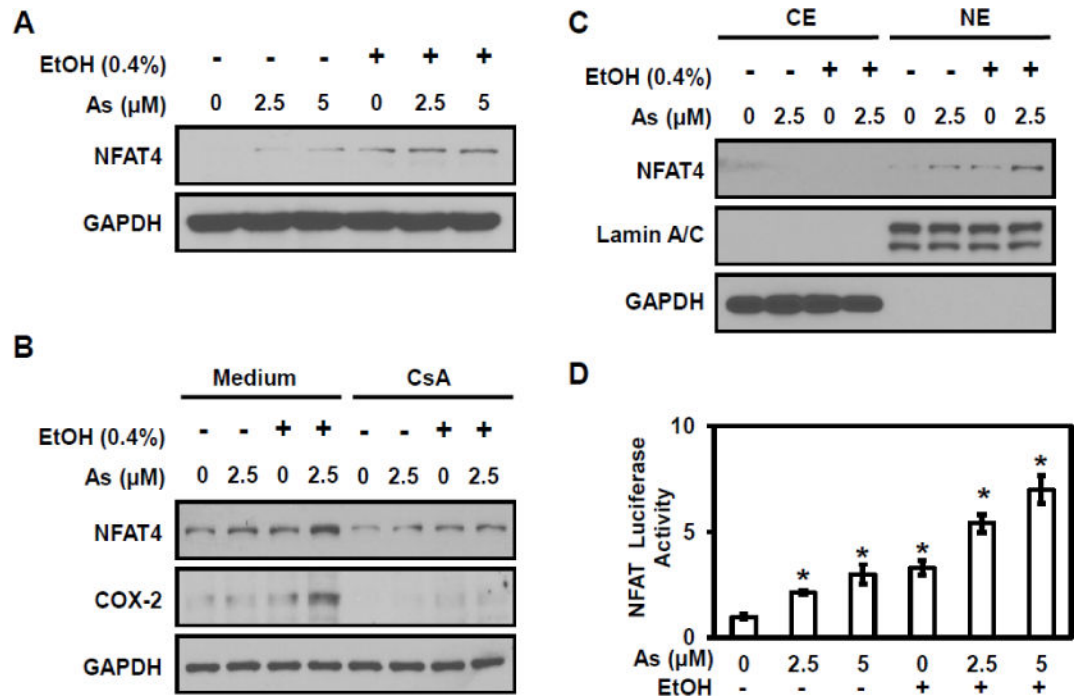 A
EtOH (0.4%) - - - + + +
As (µM) 0 2.5 5 0 2.5 5
NFAT4
GAPDH
B
Medium CsA
EtOH (0.4%) - - + + - - + +
As (µM) 0 2.5 0 2.5 0 2.5 0 2.5
NFAT4
COX-2
GAPDH
C
CE NE
EtOH (0.4%) - - + + - - + +
As (µM) 0 2.5 0 2.5 0 2.5 0 2.5
NFAT4
Lamin A/C
GAPDH
D
NFAT Luciferase
Activity
10
5
0
* * * * *
As (µM) 0 2.5 5 0 2.5 5
EtOH - - - + + +